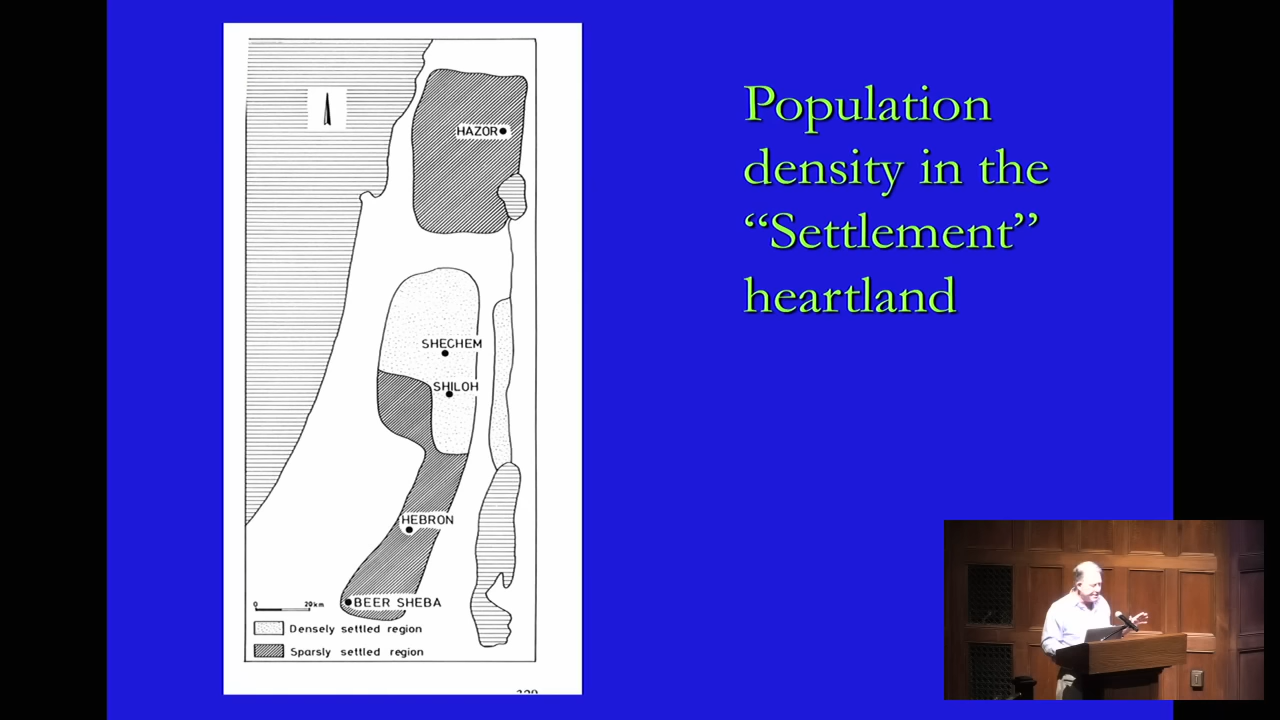 Population
density in the
“Settlement”
heartland
HAZOR
SHECHEM
SHILOH
HEBRON
BEER SHEBA
0 20km
Densely settled region
Sparsly settled region